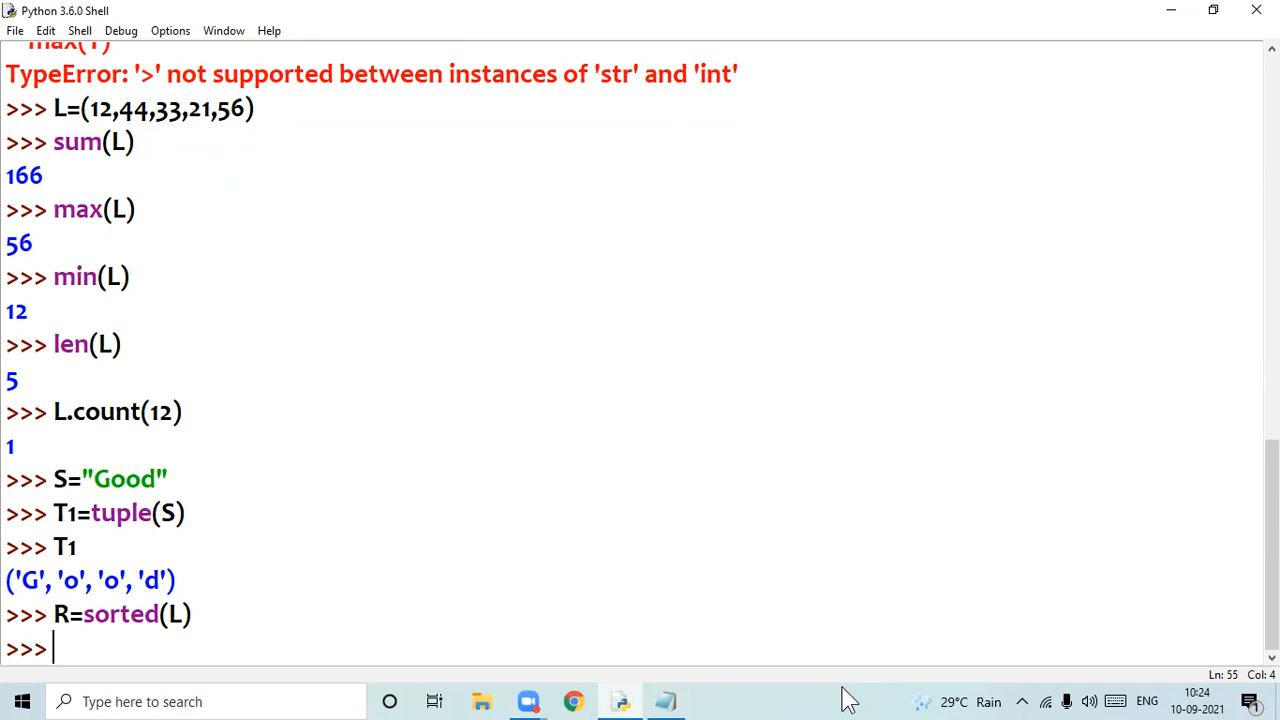 Python 3.6.0 Shell
File Edit Shell Debug Options Window Help
max(T)
TypeError: '>' not supported between instances of 'str' and 'int'
>>> L=(12,44,33,21,56)
>>> sum(L)
166
>>> max(L)
56
>>> min(L)
12
>>> len(L)
5
>>> L.count(12)
1
>>> S="Good"
>>> T1=tuple(S)
>>> T1
('G', 'o', 'o', 'd')
>>> R=sorted(L)
>>>
Ln: 55 Col: 4
Type here to search
29°C Rain
ENG
10:24
10-09-2021
1